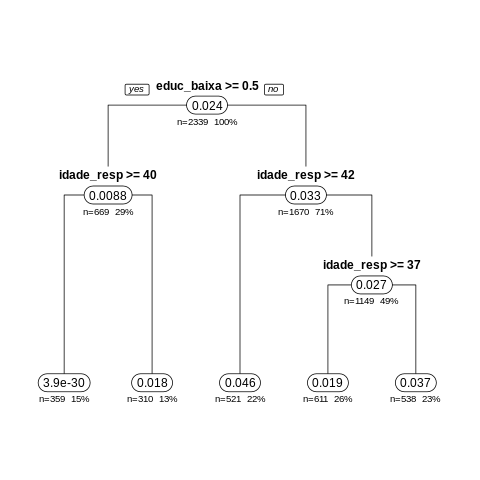 yes educ_baixa >= 0.5 no
0.024
n=2339 100%
idade_resp >= 40 idade_resp >= 42
0.0088 0.033
n=669 29% n=1670 71%
idade_resp >= 37
0.027
n=1149 49%
3.9e-30 0.018 0.046 0.019 0.037
n=359 15% n=310 13% n=521 22% n=611 26% n=538 23%